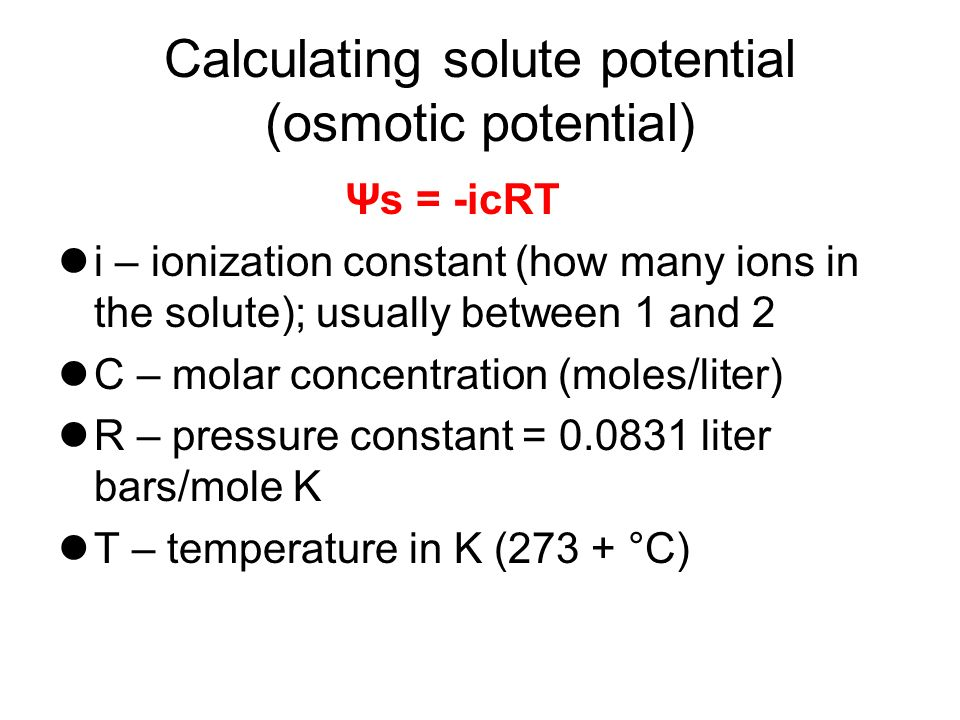 Calculating solute potential
(osmotic potential)
Ψs = -icRT
● i – ionization constant (how many ions in
the solute); usually between 1 and 2
● C – molar concentration (moles/liter)
● R – pressure constant = 0.0831 liter
bars/mole K
● T – temperature in K (273 + °C)